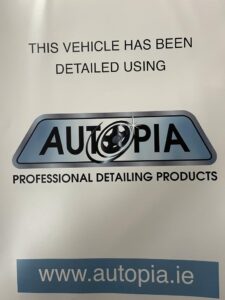 THIS VEHICLE HAS BEEN
DETAILED USING
AUTOPIA
PROFESSIONAL DETAILING PRODUCTS
www.autopia.ie